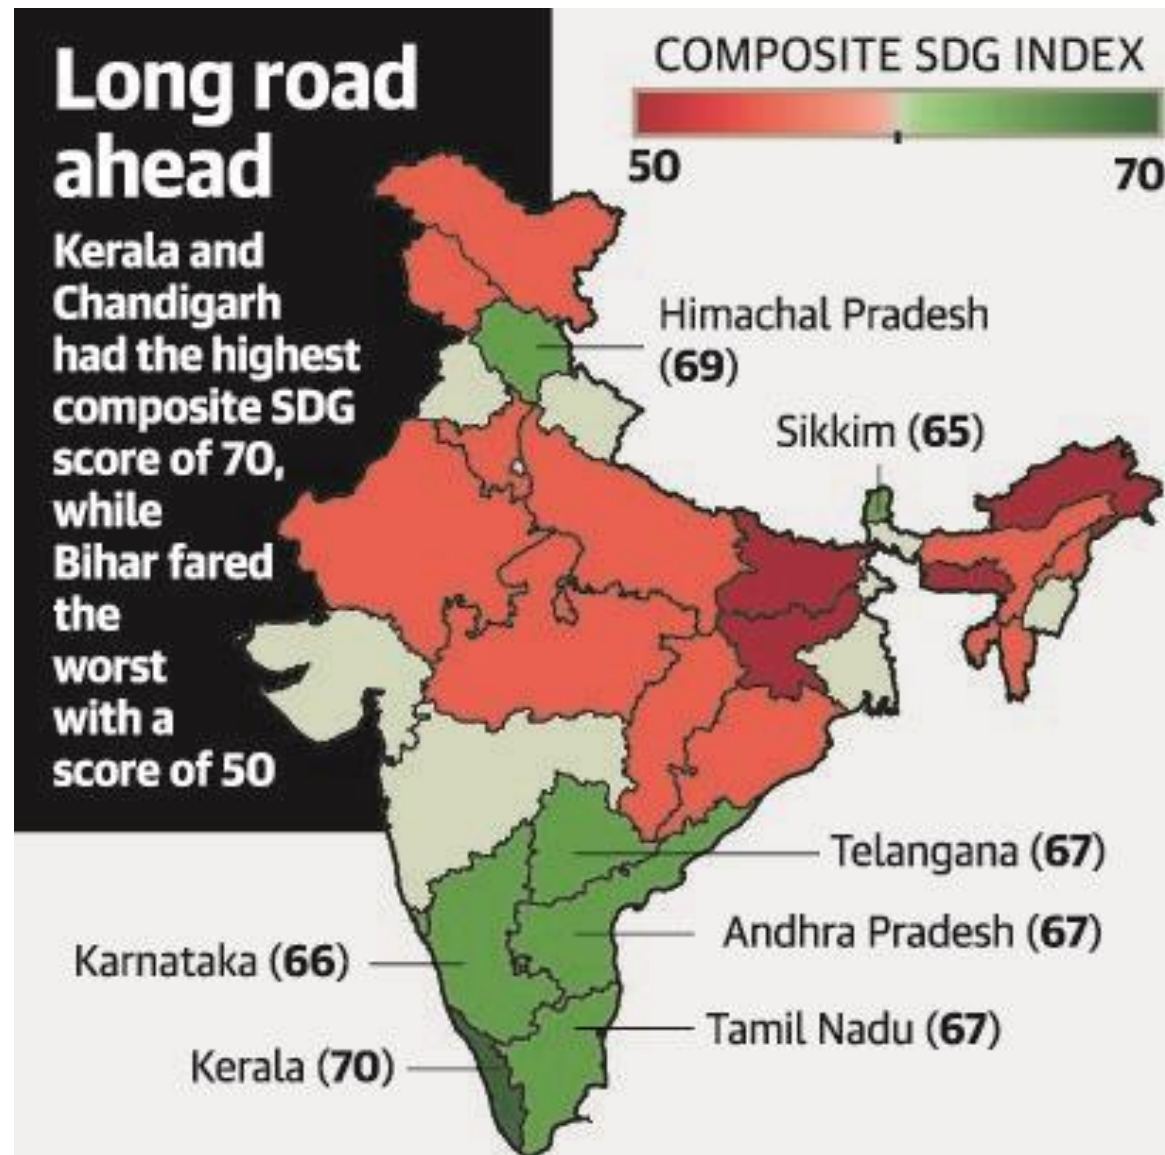 Long road
ahead
Kerala and
Chandigarh
had the highest
composite SDG
score of 70,
while
Bihar fared
the
worst
with a
score of 50
COMPOSITE SDG INDEX
50
70
Himachal Pradesh
(69)
Sikkim (65)
Telangana (67)
Andhra Pradesh (67)
Karnataka (66)
Tamil Nadu (67)
Kerala (70)